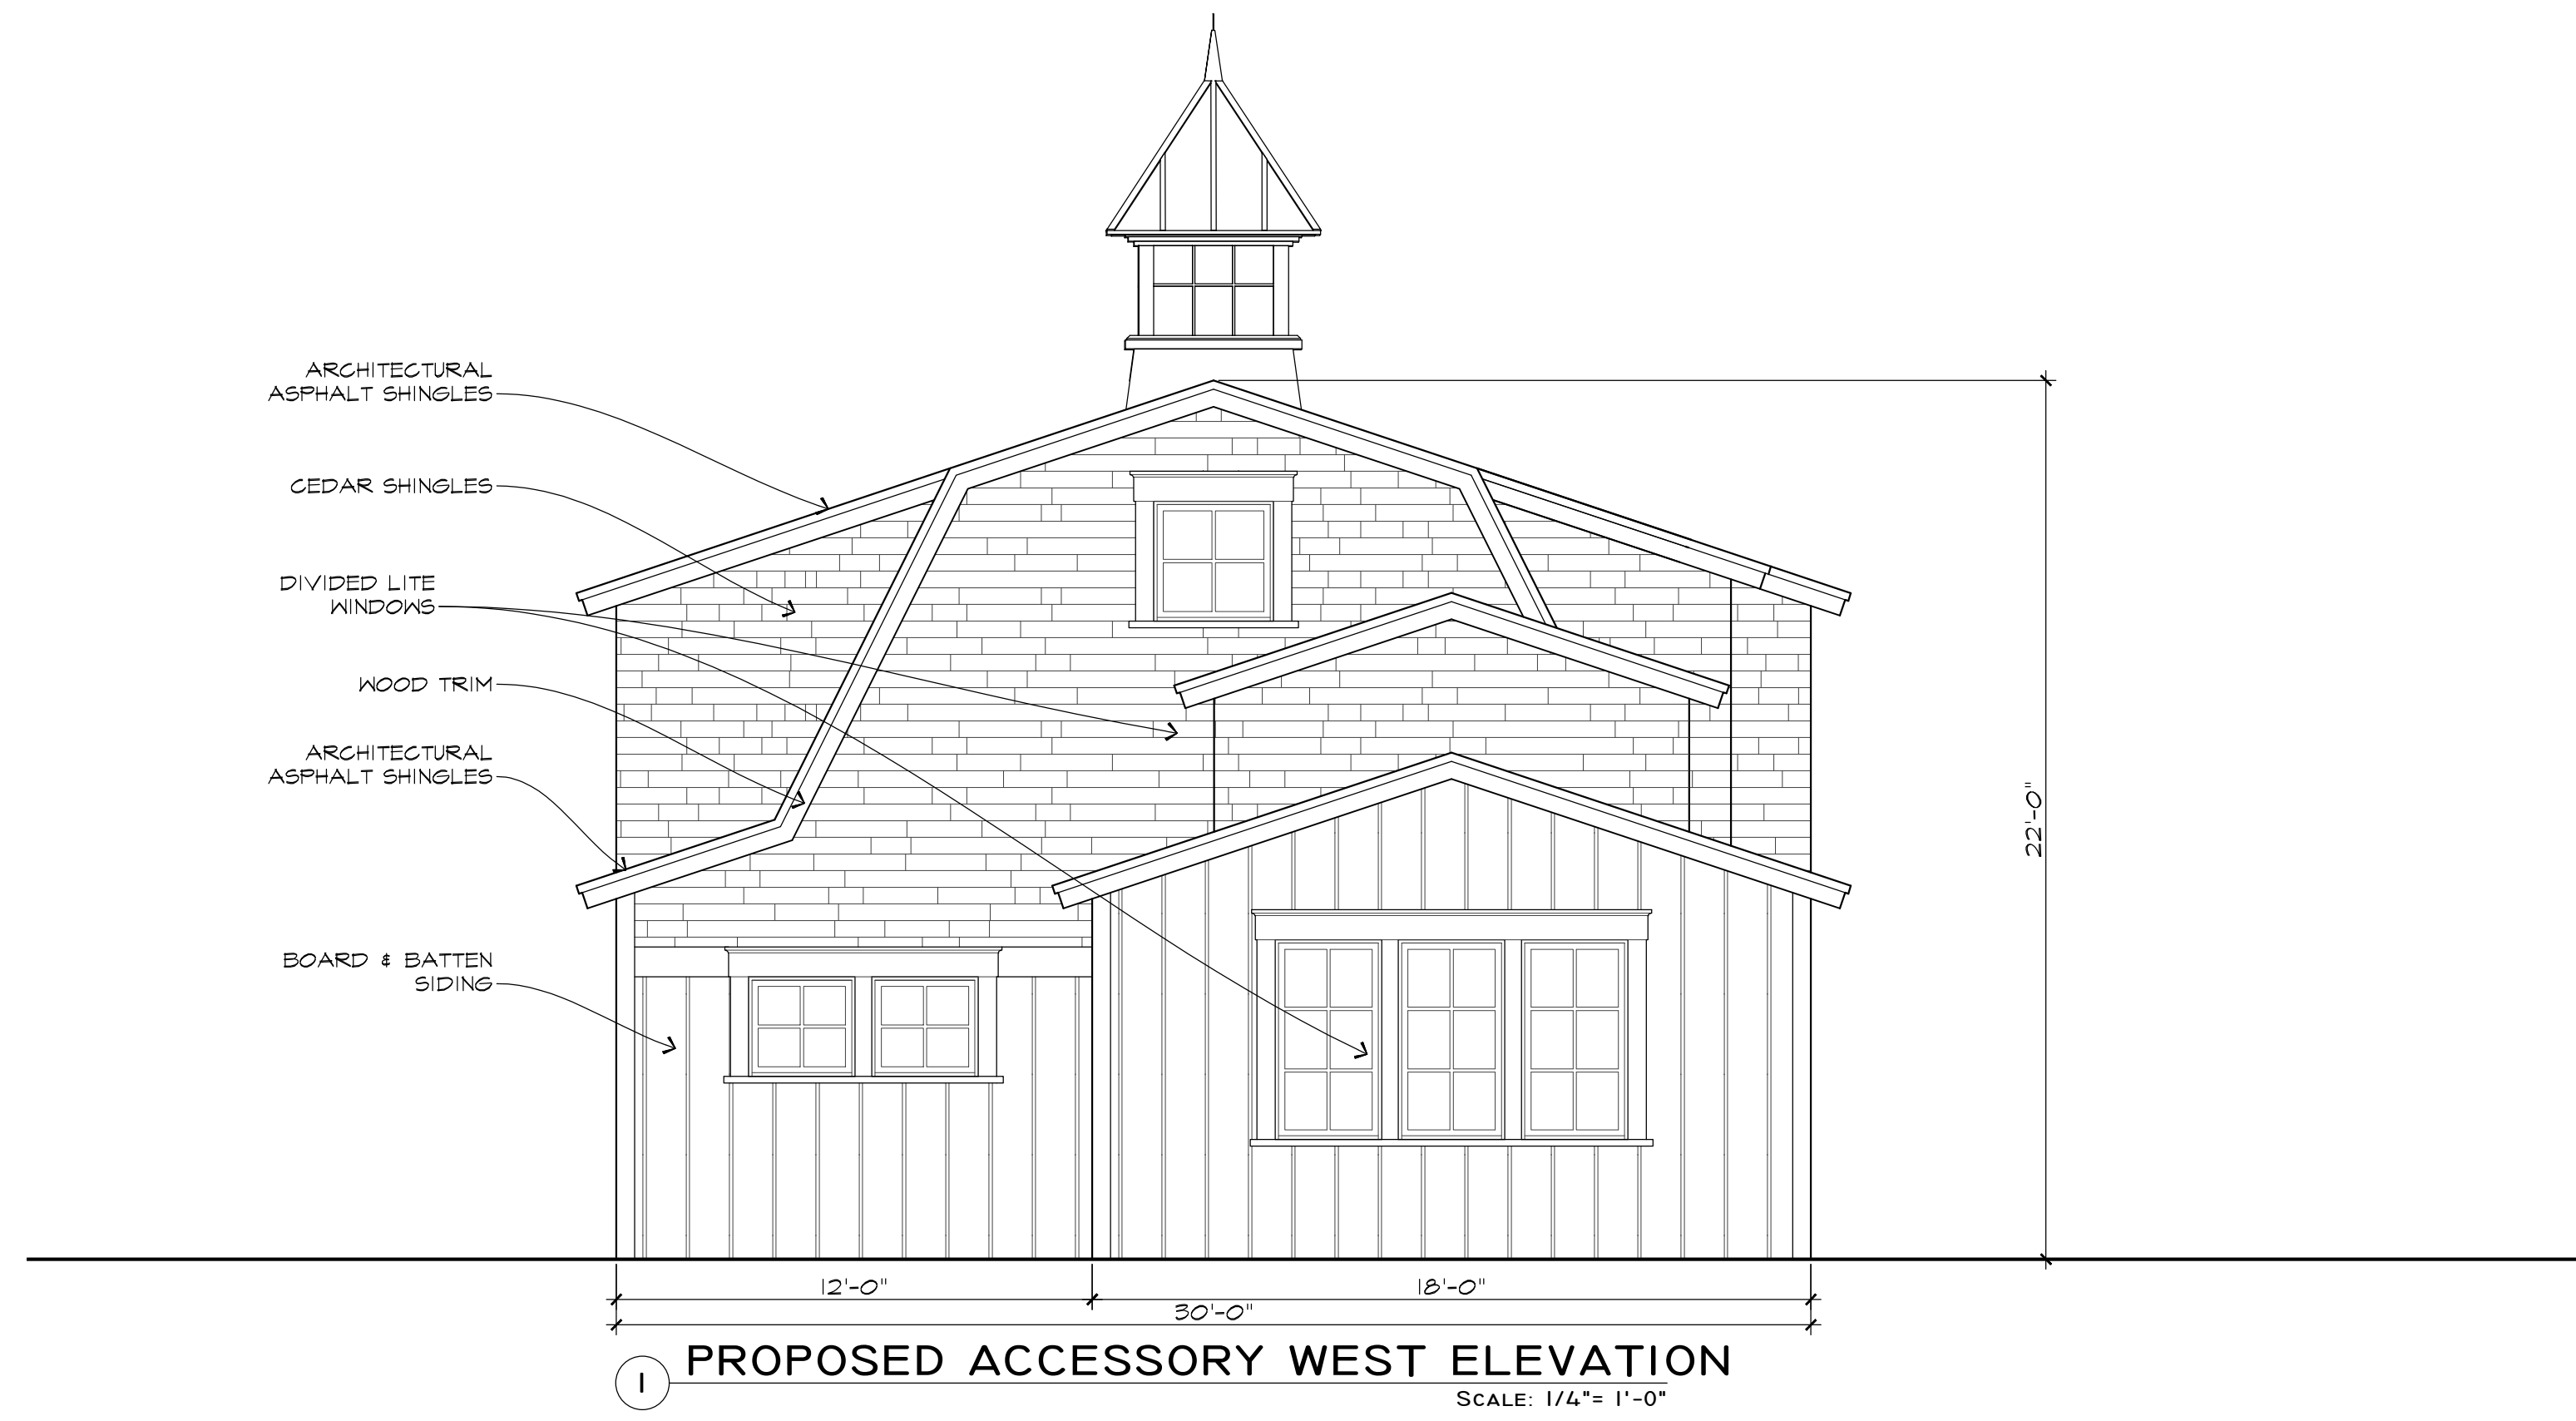 ARCHITECTURAL
ASPHALT SHINGLES
CEDAR SHINGLES
DIVIDED LITE
WINDOWS
WOOD TRIM
ARCHITECTURAL
ASPHALT SHINGLES
BOARD & BATTEN
SIDING
22'-0"
12'-0"
18'-0"
30'-0"
1
PROPOSED ACCESSORY WEST ELEVATION
SCALE: 1/4"= 1'-0"